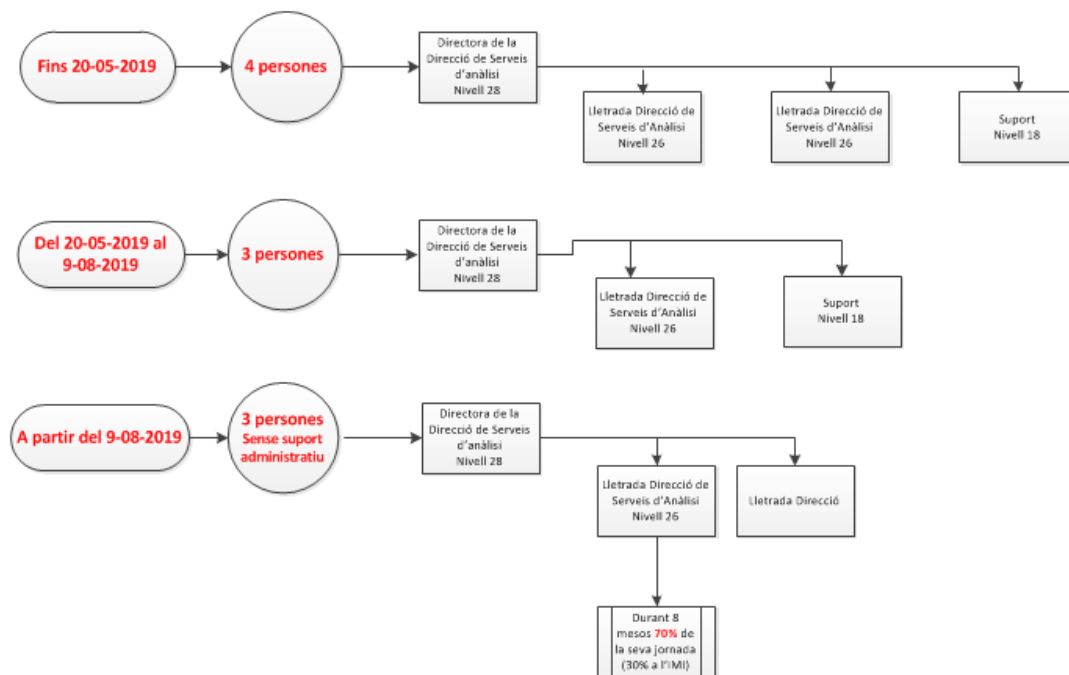 Fins 20-05-2019
4 persones
Directora de la
Direcció de Serveis
d'anàlisi
Nivell 28
Lletrada Direcció de
Serveis d'Anàlisi
Nivell 26
Lletrada Direcció de
Serveis d'Anàlisi
Nivell 26
Suport
Nivell 18
Del 20-05-2019 al
9-08-2019
3 persones
Directora de la
Direcció de Serveis
d'anàlisi
Nivell 28
Lletrada Direcció de
Serveis d'Anàlisi
Nivell 26
Suport
Nivell 18
A partir del 9-08-2019
3 persones
Sense suport
administratiu
Directora de la
Direcció de Serveis
d'anàlisi
Nivell 28
Lletrada Direcció de
Serveis d'Anàlisi
Nivell 26
Lletrada Direcció
Durant 8
mesos 70% de
la seva jornada
(30% a l'IMI)